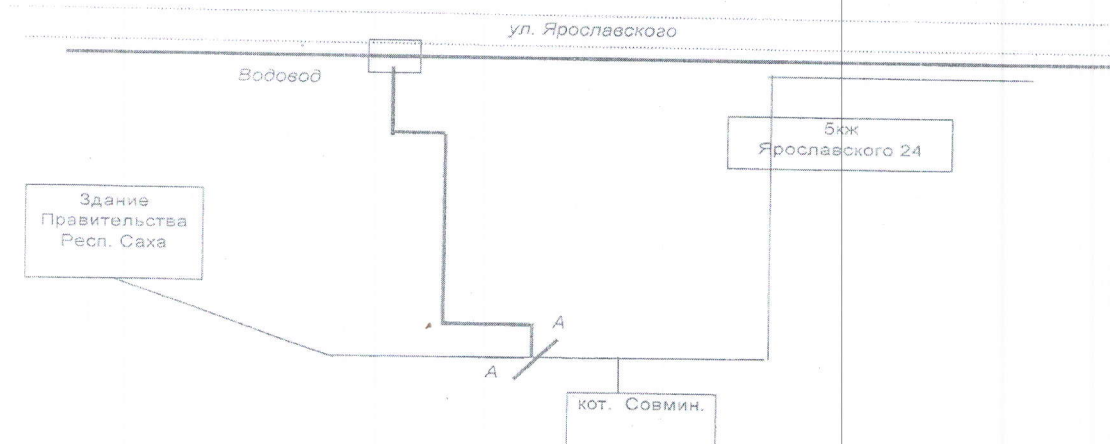 ул. Ярославского
Водовод
5кж
Ярославского 24
Здание
Правительства
Респ. Саха
А
А
кот. Совмин.